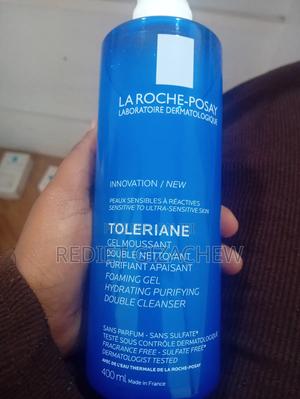 LA ROCHE-POSAY
LABORATOIRE DERMATOLOGIQUE
INNOVATION / NEW
PEAUX SENSIBLES À RÉACTIVES
SENSITIVE TO ULTRA-SENSITIVE SKIN
TOLERIANE
GEL MOUSSANT
DOUBLE NETTOYANT
PURIFIANT APAISANT
FOAMING GEL
HYDRATING PURIFYING
DOUBLE CLEANSER
SANS PARFUM - SANS SULFATE*
TESTÉ SOUS CONTRÔLE DERMATOLOGIQUE
FRAGRANCE FREE - SULFATE FREE*
DERMATOLOGIST TESTED
AVEC DE L'EAU THERMALE DE LA ROCHE-POSAY
400 ml Made in France